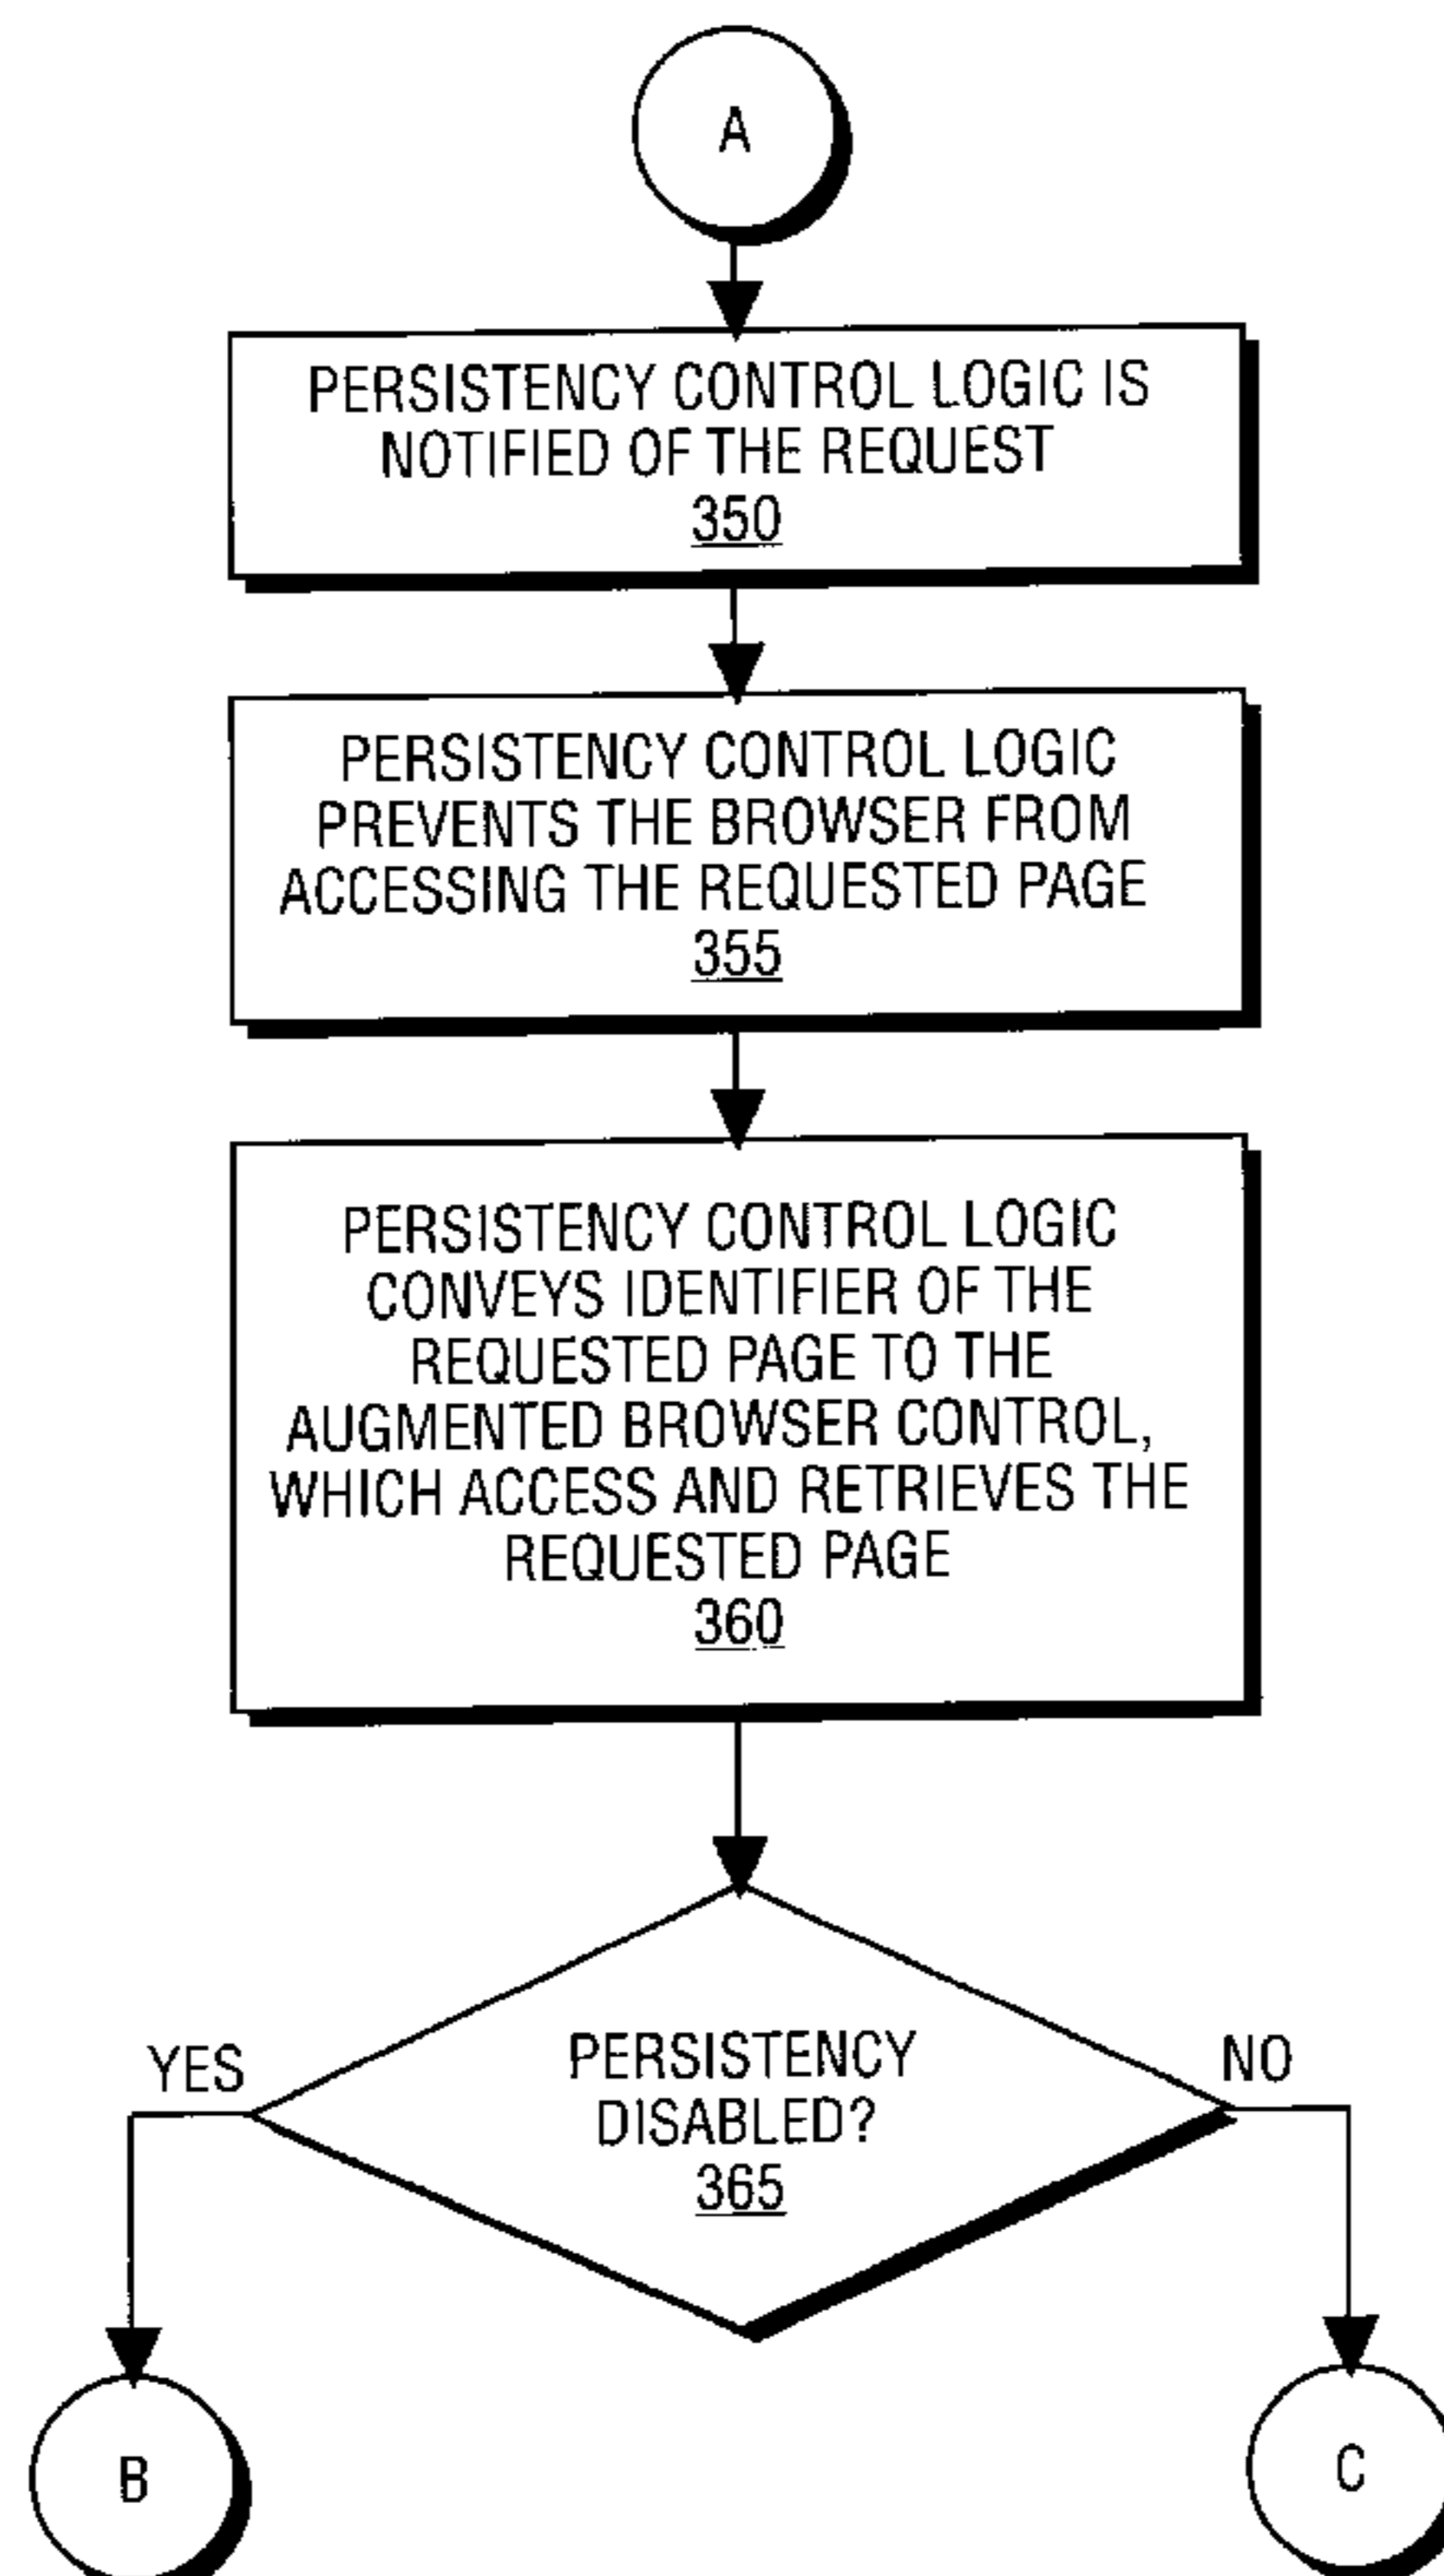 A
PERSISTENCY CONTROL LOGIC IS
NOTIFIED OF THE REQUEST
350
PERSISTENCY CONTROL LOGIC
PREVENTS THE BROWSER FROM
ACCESSING THE REQUESTED PAGE
355
PERSISTENCY CONTROL LOGIC
CONVEYS IDENTIFIER OF THE
REQUESTED PAGE TO THE
AUGMENTED BROWSER CONTROL,
WHICH ACCESS AND RETRIEVES THE
REQUESTED PAGE
360
PERSISTENCY
DISABLED?
365
YES
NO
B
C